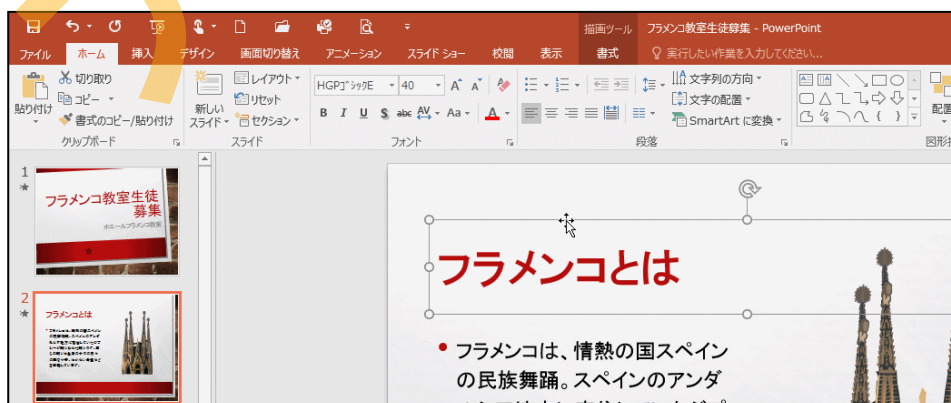 描画ツール
フラメンコ教室生徒募集 - PowerPoint
ファイル ホーム 挿入 デザイン 画面切り替え アニメーション スライド ショー 校閲 表示 書式 実行したい作業を入力してください...
貼り付け
切り取り
コピー
書式のコピー/貼り付け
クリップボード
新しい
スライド
レイアウト
リセット
セクション
スライド
HGPｺﾞｼｯｸE 40
B I U S abc AV Aa A
フォント
文字列の方向
文字の配置
SmartArt に変換
段落
配置
1
フラメンコ教室生徒
募集
2
フラメンコとは
フラメンコとは
フラメンコは、情熱の国スペイン
の民族舞踊。スペインのアンダ